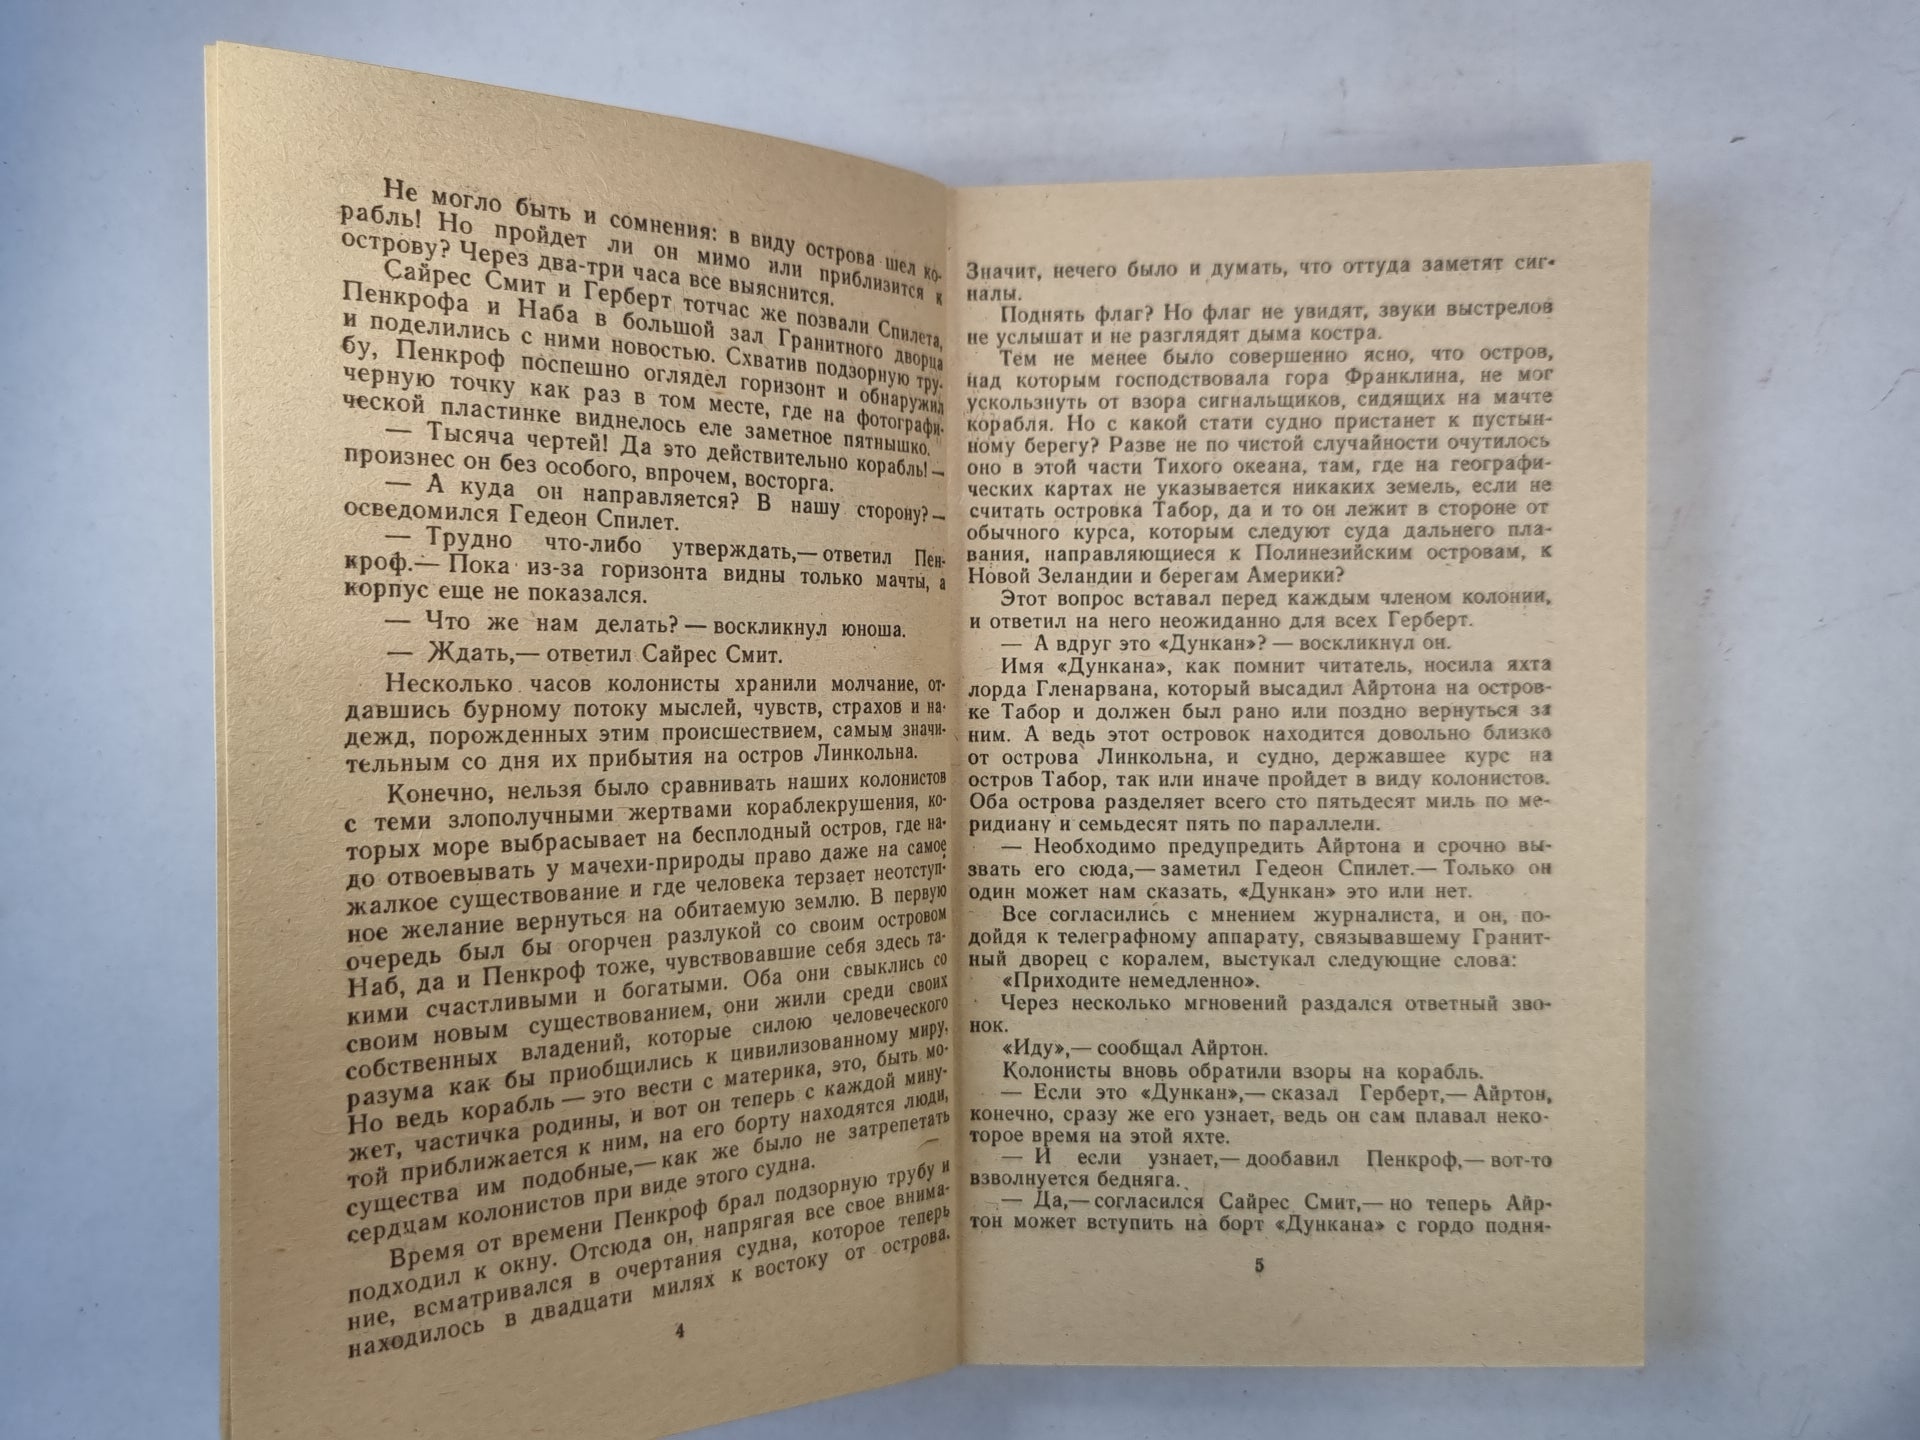 Не могло быть и сомнения: в виду острова шел ко-
рабль! Но пройдет ли он мимо или приблизится к
острову? Через два-три часа все выяснится.
Сайрес Смит и Герберт тотчас же позвали Спилета,
Пенкрофа и Наба в большой зал Гранитного дворца
и поделились с ними новостью. Схватив подзорную тру-
бу, Пенкроф поспешно оглядел горизонт и обнаружил
черную точку как раз в том месте, где на фотографи-
ческой пластинке виднелось еле заметное пятнышко.
— Тысяча чертей! Да это действительно корабль! —
произнес он без особого, впрочем, восторга.
— А куда он направляется? В нашу сторону? —
осведомился Гедеон Спилет.
— Трудно что-либо утверждать,— ответил Пен-
кроф.— Пока из-за горизонта видны только мачты, а
корпус еще не показался.
— Что же нам делать? — воскликнул юноша.
— Ждать,— ответил Сайрес Смит.
Несколько часов колонисты хранили молчание, от-
давшись бурному потоку мыслей, чувств, страхов и на-
дежд, порожденных этим происшествием, самым значи-
тельным со дня их прибытия на остров Линкольна.
Конечно, нельзя было сравнивать наших колонистов
с теми злополучными жертвами кораблекрушения, ко-
торых море выбрасывает на бесплодный остров, где на-
до отвоевывать у мачехи-природы право даже на самое
жалкое существование и где человека терзает неотступ-
ное желание вернуться на обитаемую землю. В первую
очередь был бы огорчен разлукой со своим островом
Наб, да и Пенкроф тоже, чувствовавшие себя здесь та-
кими счастливыми и богатыми. Оба они свыклись со
своим новым существованием, они жили среди своих
собственных владений, которые силою человеческого
разума как бы приобщились к цивилизованному миру.
Но ведь корабль — это вести с материка, это, быть мо-
жет, частичка родины, и вот он теперь с каждой мину-
той приближается к ним, на его борту находятся люди,
существа им подобные,— как же было не затрепетать
сердцам колонистов при виде этого судна.
Время от времени Пенкроф брал подзорную трубу и
подходил к окну. Отсюда он, напрягая все свое внима-
ние, всматривался в очертания судна, которое теперь
находилось в двадцати милях к востоку от острова.
4
Значит, нечего было и думать, что оттуда заметят сиг-
налы.
Поднять флаг? Но флаг не увидят, звуки выстрелов
не услышат и не разглядят дыма костра.
Тем не менее было совершенно ясно, что остров,
над которым господствовала гора Франклина, не мог
ускользнуть от взора сигнальщиков, сидящих на мачте
корабля. Но с какой стати судно пристанет к пустын-
ному берегу? Разве не по чистой случайности очутилось
оно в этой части Тихого океана, там, где на географи-
ческих картах не указывается никаких земель, если не
считать островка Табор, да и то он лежит в стороне от
обычного курса, которым следуют суда дальнего пла-
вания, направляющиеся к Полинезийским островам, к
Новой Зеландии и берегам Америки?
Этот вопрос вставал перед каждым членом колонии,
и ответил на него неожиданно для всех Герберт.
— А вдруг это «Дункан»? — воскликнул он.
Имя «Дункана», как помнит читатель, носила яхта
лорда Гленарвана, который высадил Айртона на остров-
ке Табор и должен был рано или поздно вернуться за
ним. А ведь этот островок находится довольно близко
от острова Линкольна, и судно, державшее курс на
остров Табор, так или иначе пройдет в виду колонистов.
Оба острова разделяет всего сто пятьдесят миль по ме-
ридиану и семьдесят пять по параллели.
— Необходимо предупредить Айртона и срочно вы-
звать его сюда,— заметил Гедеон Спилет.— Только он
один может нам сказать, «Дункан» это или нет.
Все согласились с мнением журналиста, и он, по-
дойдя к телеграфному аппарату, связывавшему Гранит-
ный дворец с коралем, выстукал следующие слова:
«Приходите немедленно».
Через несколько мгновений раздался ответный зво-
нок.
«Иду»,— сообщал Айртон.
Колонисты вновь обратили взоры на корабль.
— Если это «Дункан»,— сказал Герберт,— Айртон,
конечно, сразу же его узнает, ведь он сам плавал неко-
торое время на этой яхте.
— И если узнает,— дообавил Пенкроф,— вот-то
взволнуется бедняга.
— Да,— согласился Сайрес Смит,— но теперь Айр-
тон может вступить на борт «Дункана» с гордо подня-
5